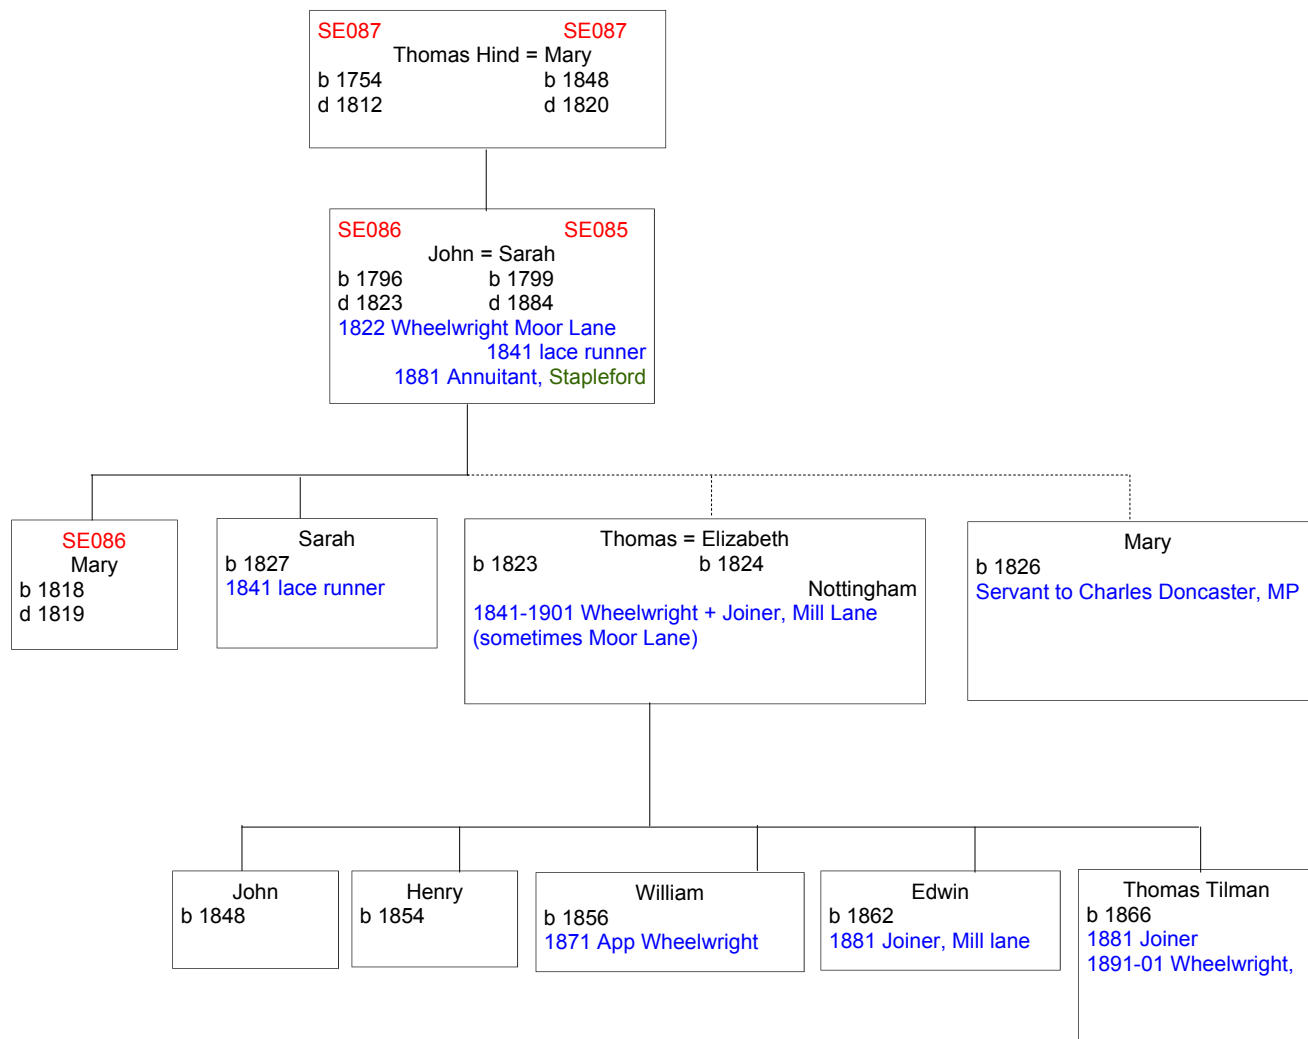 SE087 SE087
Thomas Hind = Mary
b 1754 b 1848
d 1812 d 1820
SE086 SE085
John = Sarah
b 1796 b 1799
d 1823 d 1884
1822 Wheelwright Moor Lane
1841 lace runner
1881 Annuitant, Stapleford
SE086
Mary
b 1818
d 1819
Sarah
b 1827
1841 lace runner
Thomas = Elizabeth
b 1823 b 1824
Nottingham
1841-1901 Wheelwright + Joiner, Mill Lane
(sometimes Moor Lane)
Mary
b 1826
Servant to Charles Doncaster, MP
John
b 1848
Henry
b 1854
William
b 1856
1871 App Wheelwright
Edwin
b 1862
1881 Joiner, Mill lane
Thomas Tilman
b 1866
1881 Joiner
1891-01 Wheelwright,